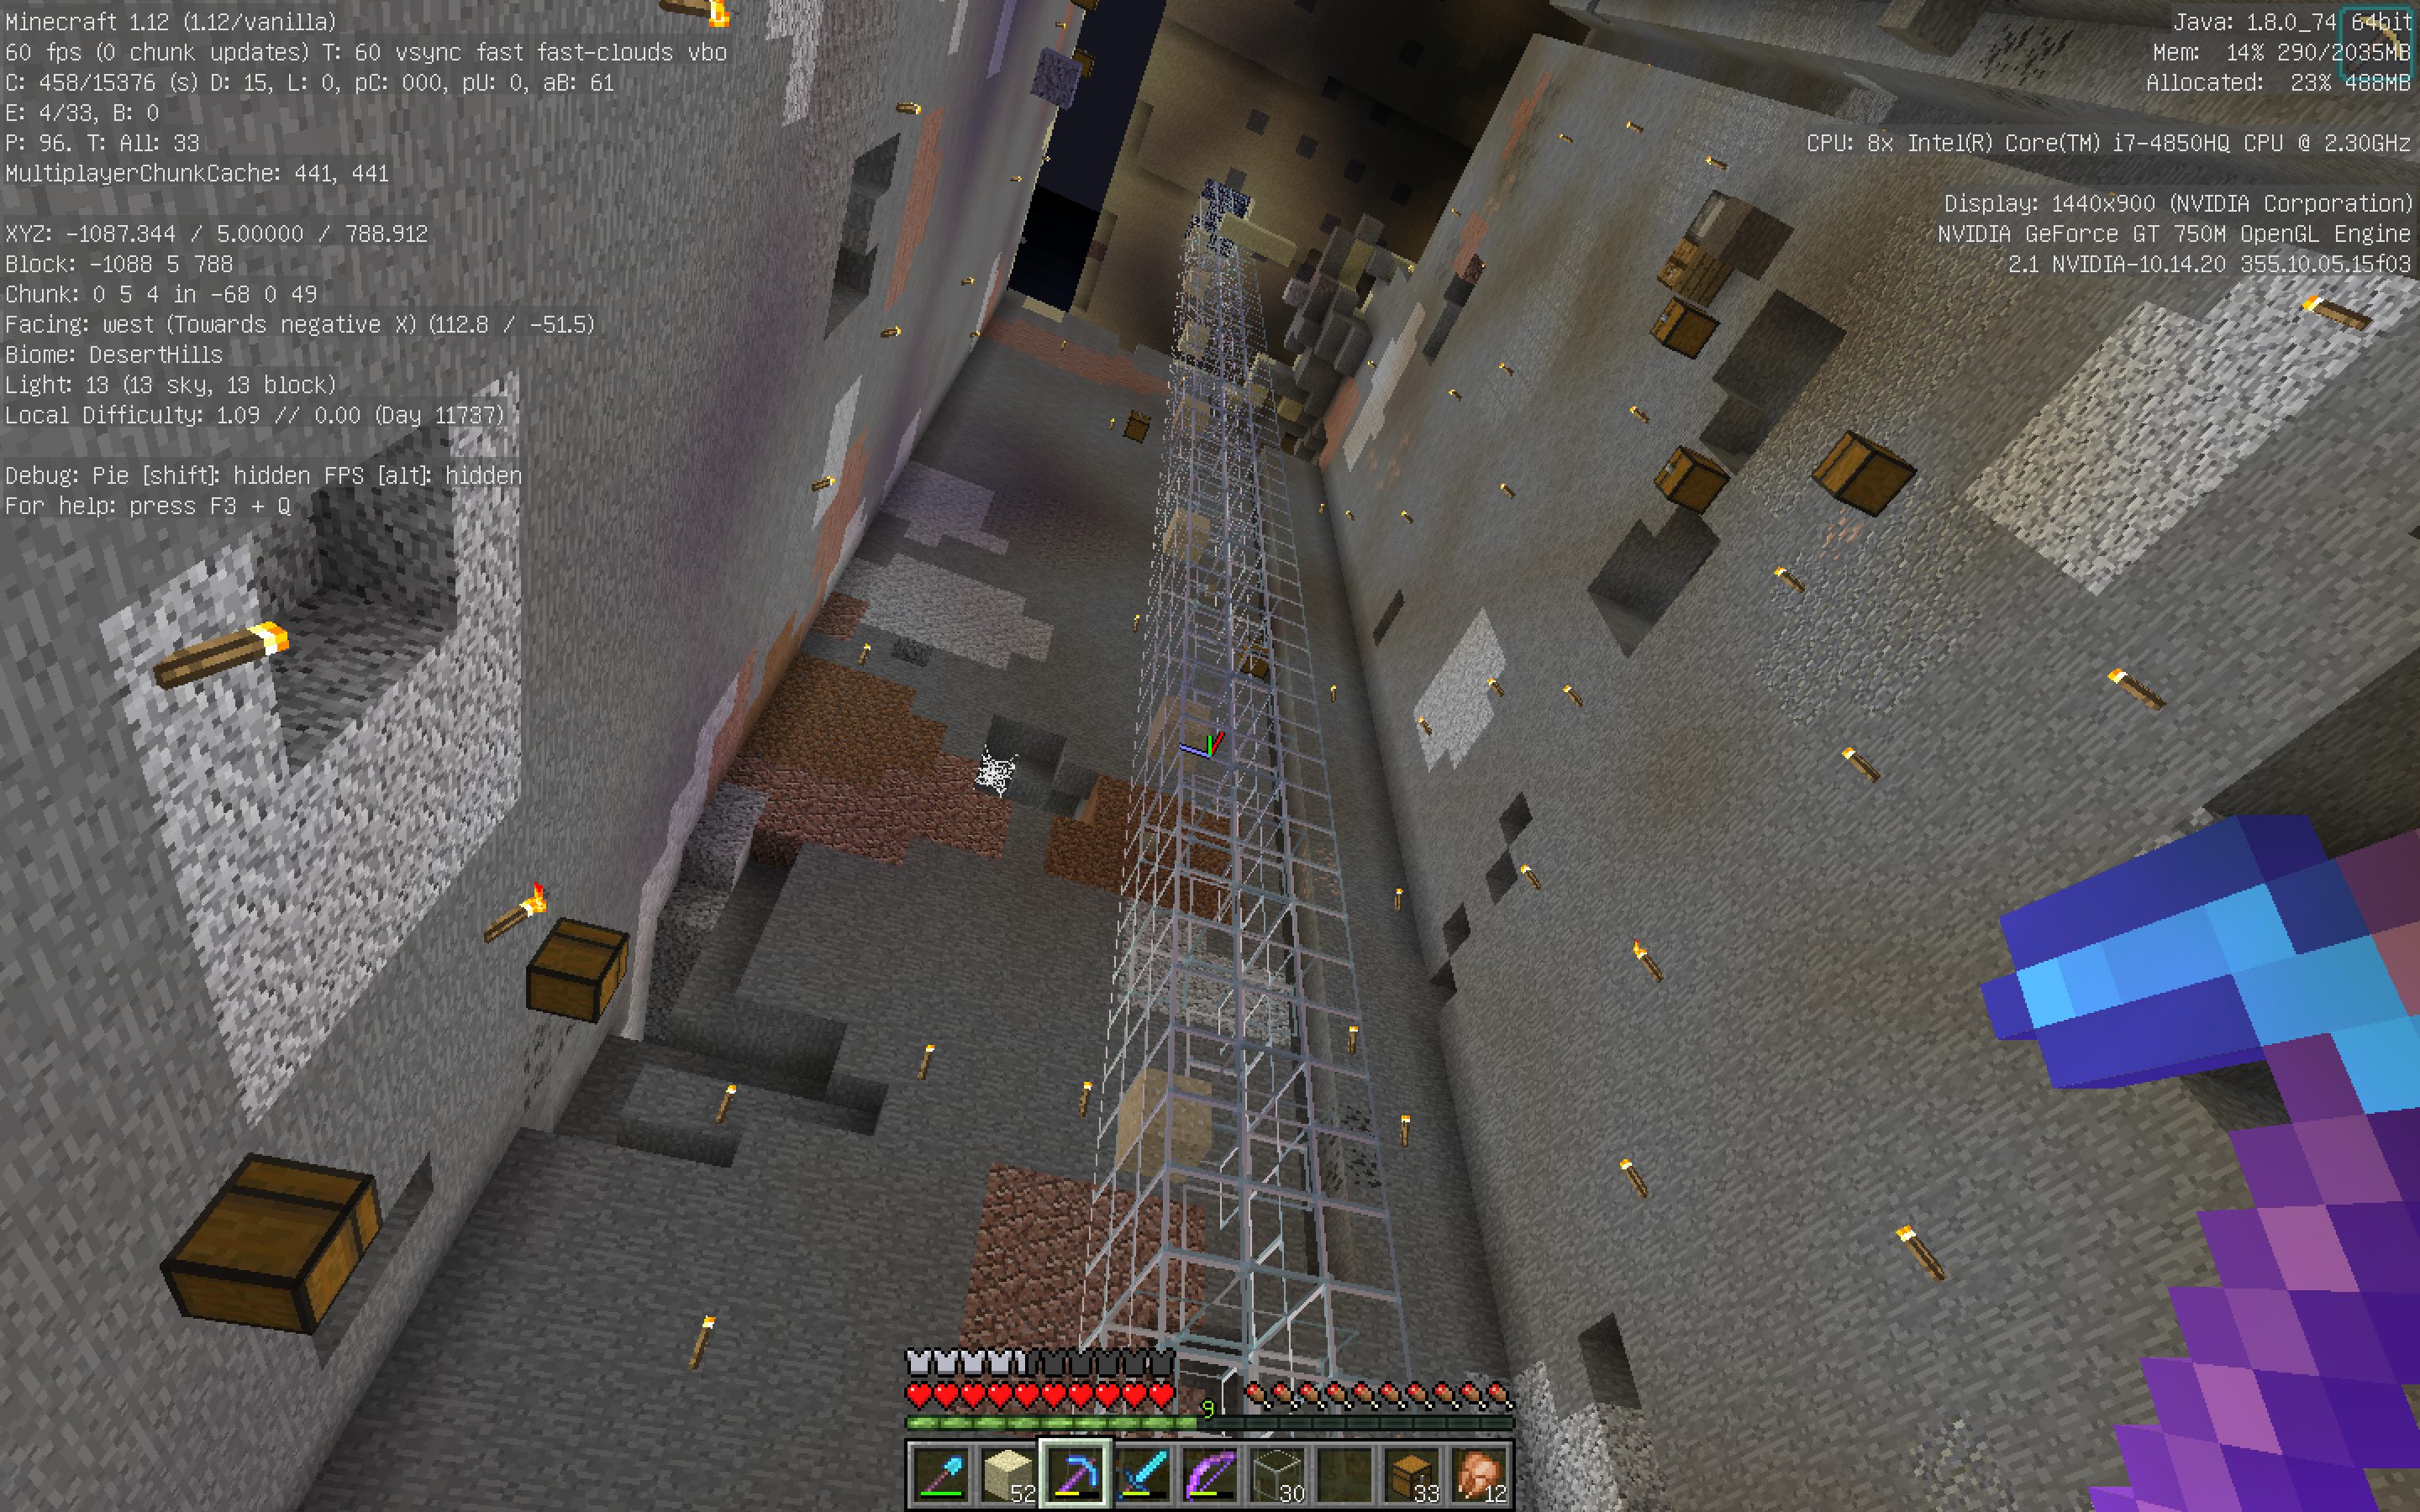 Minecraft 1.12 (1.12/vanilla)
60 fps (0 chunk updates) T: 60 vsync fast fast-clouds vbo
C: 458/15376 (s) D: 15, L: 0, pC: 000, pU: 0, aB: 61
E: 4/33, B: 0
P: 96. T: All: 33
MultiplayerChunkCache: 441, 441
XYZ: -1087.344 / 5.00000 / 788.912
Block: -1088 5 788
Chunk: 0 5 4 in -68 0 49
Facing: west (Towards negative X) (112.8 / -51.5)
Biome: DesertHills
Light: 13 (13 sky, 13 block)
Local Difficulty: 1.09 // 0.00 (Day 11737)
Debug: Pie [shift]: hidden FPS [alt]: hidden
For help: press F3 + Q
Java: 1.8.0_74 64bit
Mem: 14% 290/2035MB
Allocated: 23% 488MB
CPU: 8x Intel(R) Core(TM) i7-4850HQ CPU @ 2.30GHz
Display: 1440x900 (NVIDIA Corporation)
NVIDIA GeForce GT 750M OpenGL Engine
2.1 NVIDIA-10.14.20 355.10.05.15f03
9
52 30 33 12